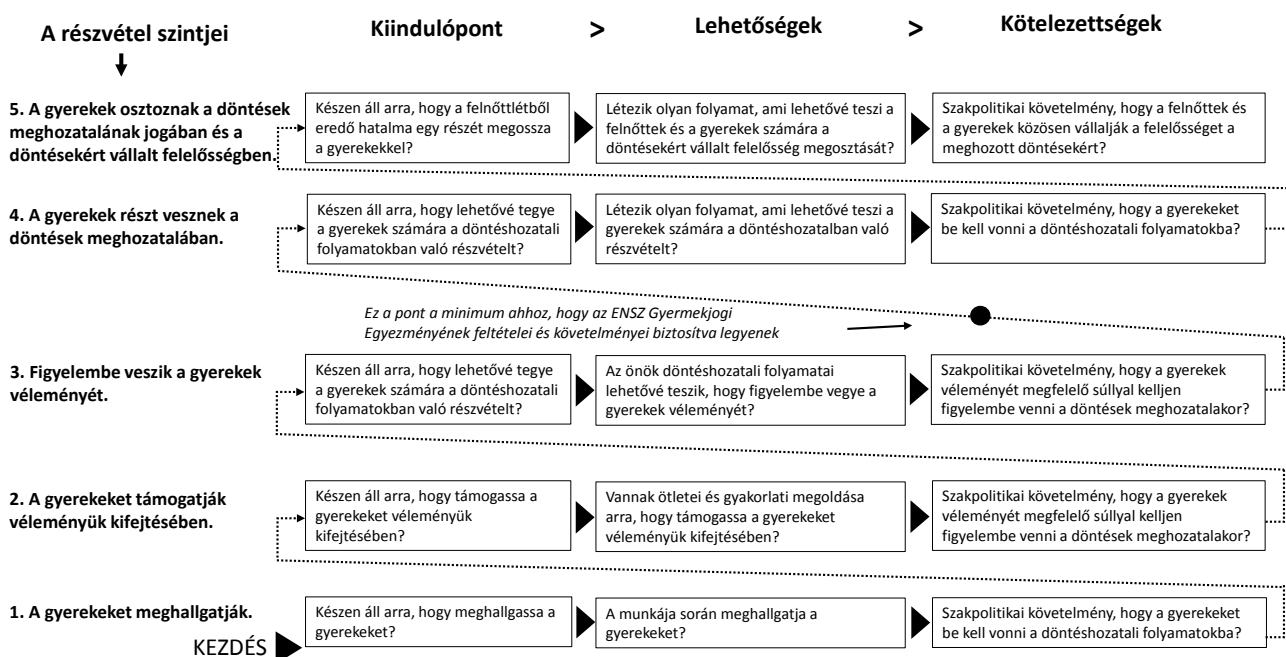 A részvétel szintjei
Kiindulópont > Lehetőségek > Kötelezettségek
5. A gyerekek osztoznak a döntések
meghozatalának jogában és a
döntésekért vállalt felelősségben.
Készen áll arra, hogy a felnőttlétből
eredő hatalma egy részét megossza
a gyerekekkel?
Létezik olyan folyamat, ami lehetővé teszi a
felnőttek és a gyerekek számára a
döntésekért vállalt felelősség megosztását?
Szakpolitikai követelmény, hogy a felnőttek és
a gyerekek közösen vállalják a felelősséget a
meghozott döntésekért?
4. A gyerekek részt vesznek a
döntések meghozatalában.
Készen áll arra, hogy lehetővé tegye
a gyerekek számára a döntéshozatali
folyamatokban való részvételt?
Létezik olyan folyamat, ami lehetővé teszi a
gyerekek számára a döntéshozatalban való
részvételt?
Szakpolitikai követelmény, hogy a gyerekeket
be kell vonni a döntéshozatali folyamatokba?
Ez a pont a minimum ahhoz, hogy az ENSZ Gyermekjogi
Egyezményének feltételei és követelményei biztosítva legyenek
3. Figyelembe veszik a gyerekek
véleményét.
Készen áll arra, hogy lehetővé tegye
a gyerekek számára a döntéshozatali
folyamatokban való részvételt?
Az önök döntéshozatali folyamatai
lehetővé teszik, hogy figyelembe vegye a
gyerekek véleményét?
Szakpolitikai követelmény, hogy a gyerekek
véleményét megfelelő súllyal kelljen
figyelembe venni a döntések meghozatalakor?
2. A gyerekeket támogatják
véleményük kifejtésében.
Készen áll arra, hogy támogassa a
gyerekeket véleményük
kifejtésében?
Vannak ötletei és gyakorlati megoldása
arra, hogy támogassa a gyerekeket
véleményük kifejtésében?
Szakpolitikai követelmény, hogy a gyerekek
véleményét megfelelő súllyal kelljen
figyelembe venni a döntések meghozatalakor?
1. A gyerekeket meghallgatják.
KEZDÉS
Készen áll arra, hogy meghallgassa a
gyerekeket?
A munkája során meghallgatja a
gyerekeket?
Szakpolitikai követelmény, hogy a gyerekeket
be kell vonni a döntéshozatali folyamatokba?